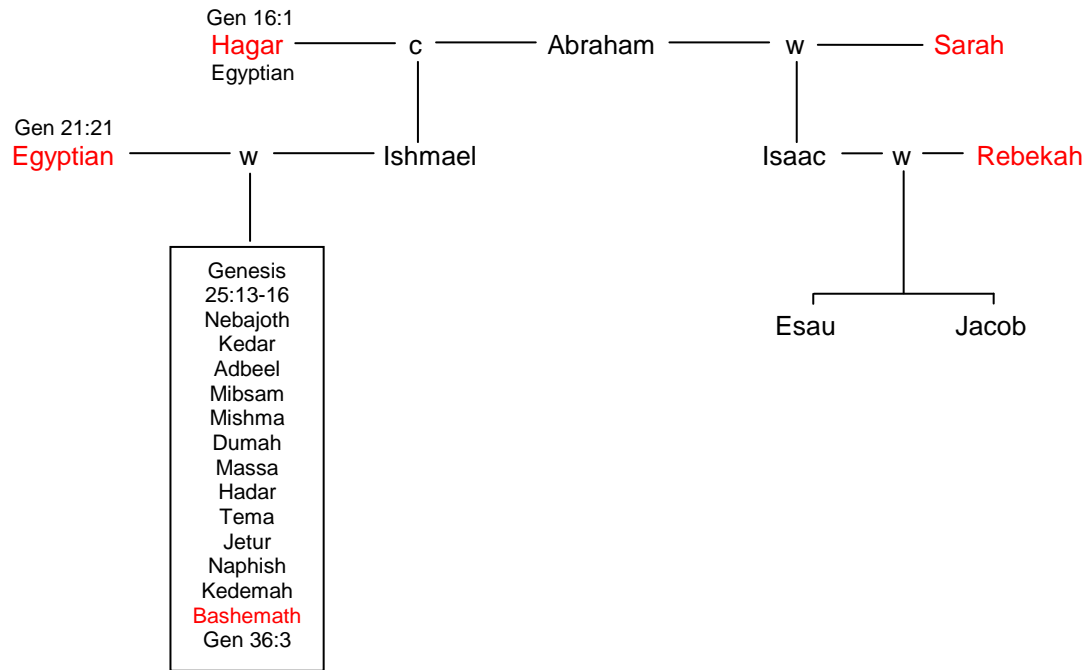 Gen 16:1
Hagar c Abraham w Sarah
Egyptian
Gen 21:21
Egyptian w Ishmael Isaac w Rebekah
Genesis
25:13-16
Nebajoth
Kedar
Adbeel
Mibsam
Mishma
Dumah
Massa
Hadar
Tema
Jetur
Naphish
Kedemah
Bashemath
Gen 36:3
Esau Jacob